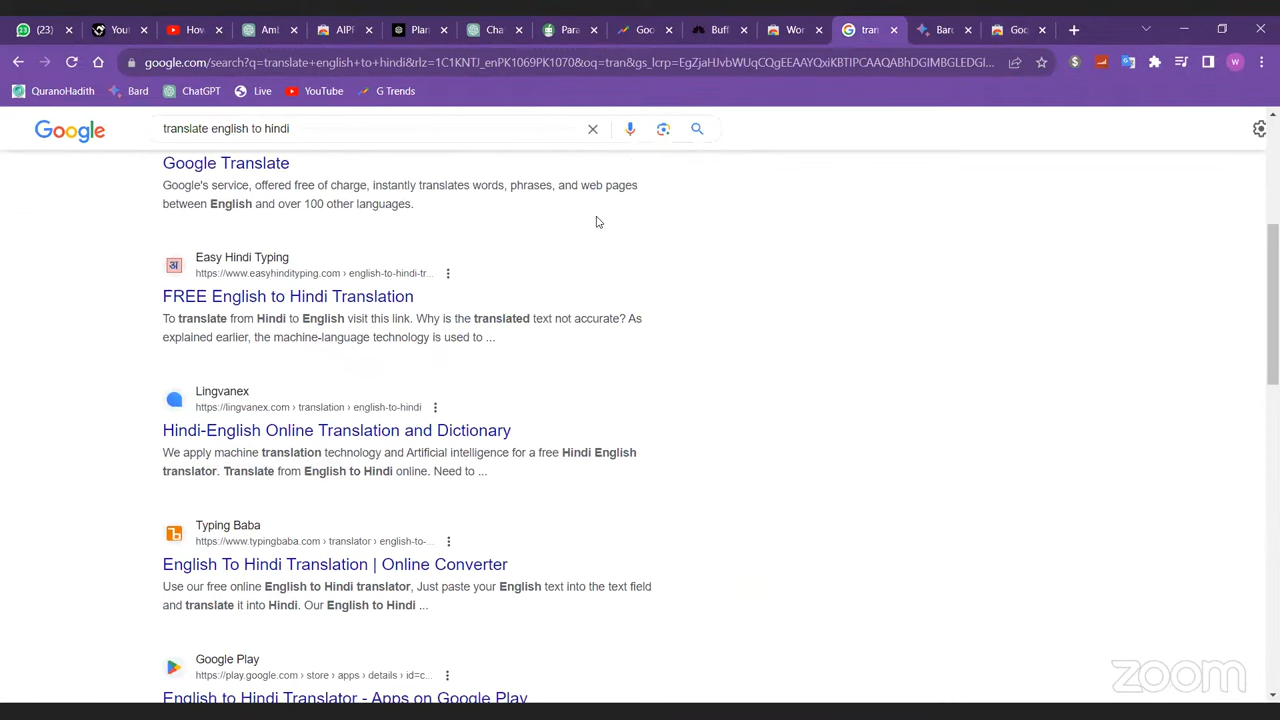 (23)
You
How
Aml
AIPI
Plan
Cha
Para
Goo
Buff
Wor
tran
Bard
Goo
google.com/search?q=translate+english+to+hindi&rlz=1C1KNTJ_enPK1069PK1070&oq=tran&gs_lcrp=EgZjaHJvbWUqCQgEEAAYQxiKBTIPCAAQABhDGIMBGLEDGI...
w
QuranoHadith
Bard
ChatGPT
Live
YouTube
G Trends
Google
translate english to hindi
Google Translate
Google's service, offered free of charge, instantly translates words, phrases, and web pages
between English and over 100 other languages.
अ
Easy Hindi Typing
https://www.easyhindityping.com › english-to-hindi-tr...
FREE English to Hindi Translation
To translate from Hindi to English visit this link. Why is the translated text not accurate? As
explained earlier, the machine-language technology is used to ...
Lingvanex
https://lingvanex.com › translation › english-to-hindi
Hindi-English Online Translation and Dictionary
We apply machine translation technology and Artificial intelligence for a free Hindi English
translator. Translate from English to Hindi online. Need to ...
Typing Baba
https://www.typingbaba.com › translator › english-to-...
English To Hindi Translation | Online Converter
Use our free online English to Hindi translator, Just paste your English text into the text field
and translate it into Hindi. Our English to Hindi ...
Google Play
https://play.google.com › store › apps › details › id=c...
English to Hindi Translator - Apps on Google Play
zoom